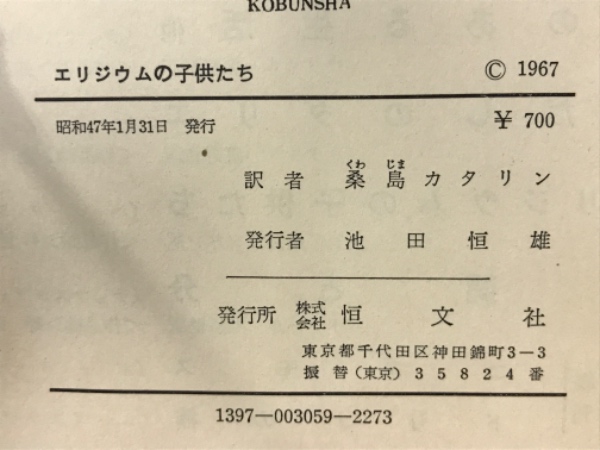 KOBUNSHA
エリジウムの子供たち © 1967
昭和47年1月31日 発行 ¥ 700
くわ じま
訳者 桑島カタリン
発行者 池田恒雄
発行所 株式会社 恒文社
東京都千代田区神田錦町3-3
振替(東京)35824番
1397-003059-2273